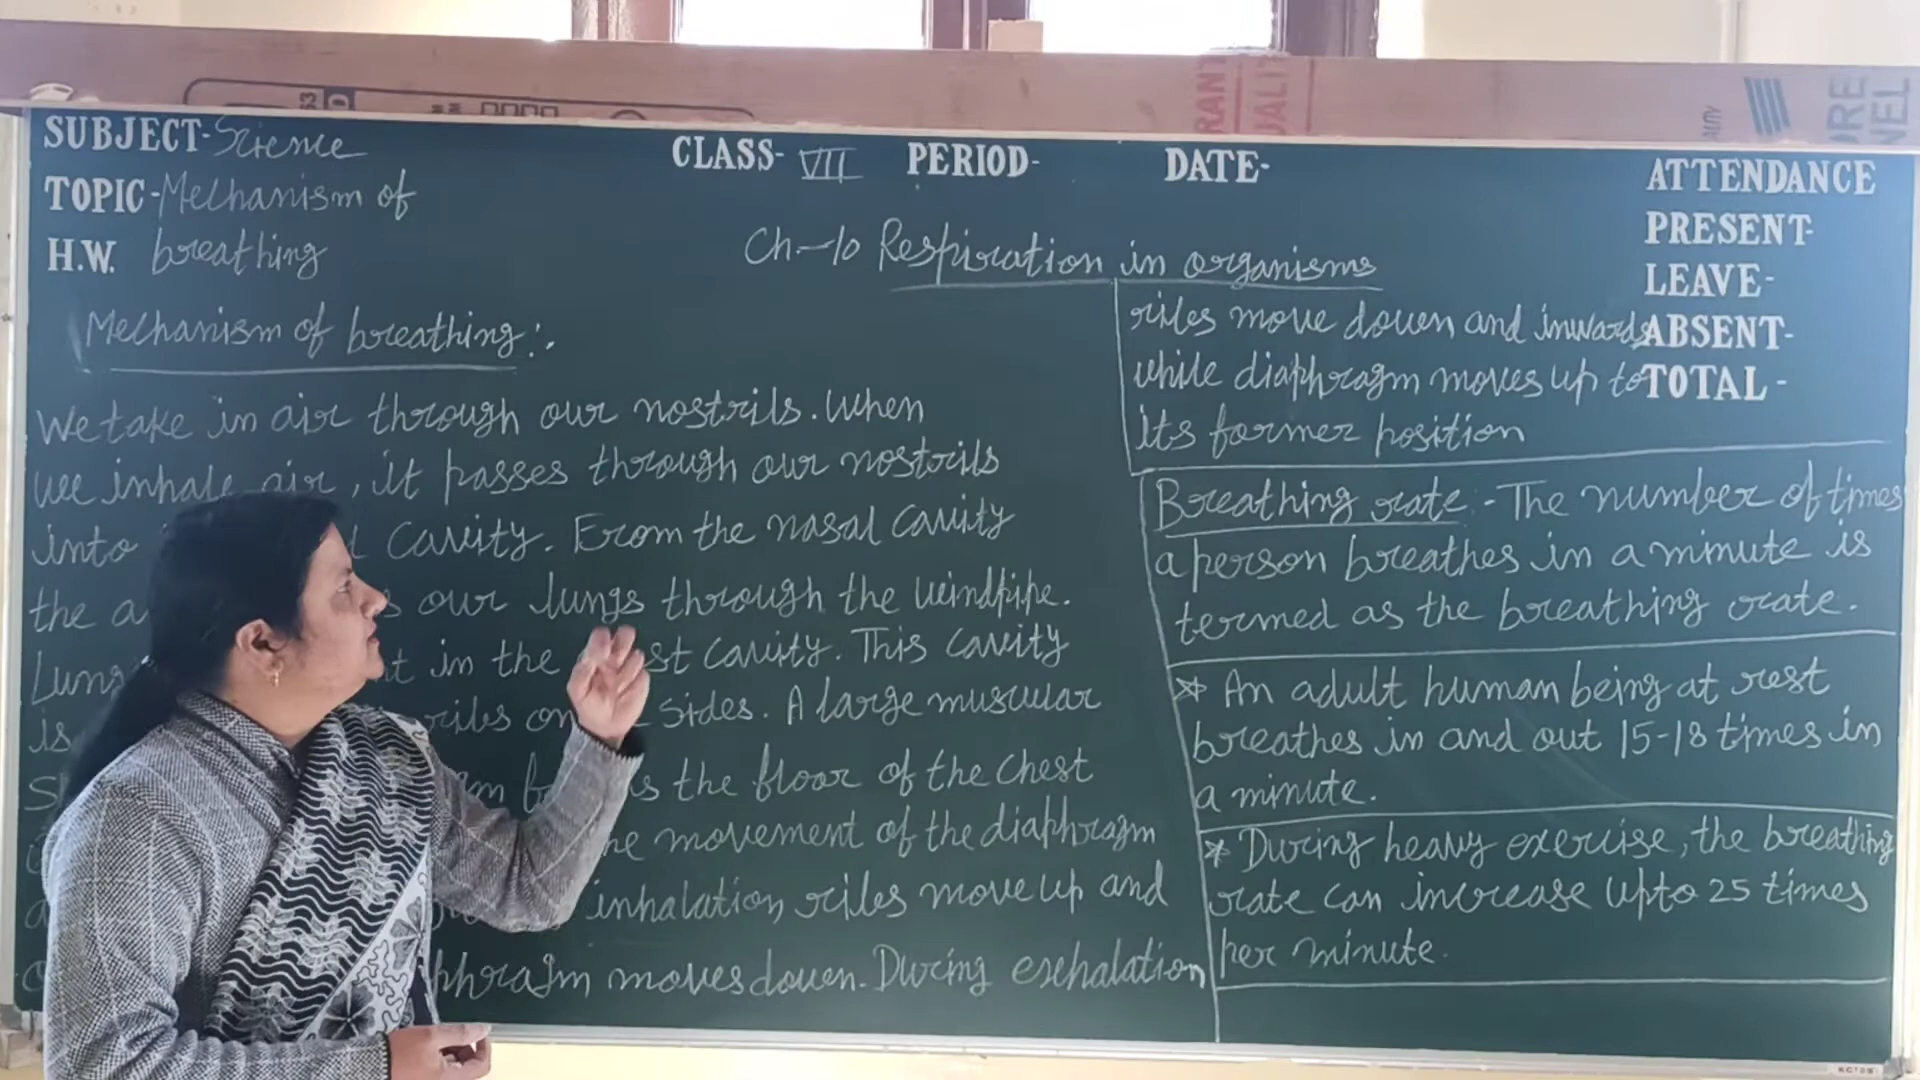 SUBJECT-Science
TOPIC-Mechanism of
H.W. breathing
CLASS- VII PERIOD- DATE-
ATTENDANCE
PRESENT-
LEAVE-
ABSENT-
TOTAL -
Ch.-10 Respiration in organisms
Mechanism of breathing:-
We take in air through our nostrils. When
we inhale air, it passes through our nostrils
into cavity. From the nasal cavity
the our lungs through the windpipe.
Lungs in the cavity. This cavity
is on sides. A large muscular
the floor of the chest
movement of the diaphragm
inhalation, ribs move up and
moves down. During exhalation
ribs move down and inwards
while diaphragm moves up to
its former position
Breathing rate:- The number of times
a person breathes in a minute is
termed as the breathing rate.
* An adult human being at rest
breathes in and out 15-18 times in
a minute.
* During heavy exercise, the breathing
rate can increase upto 25 times
per minute.